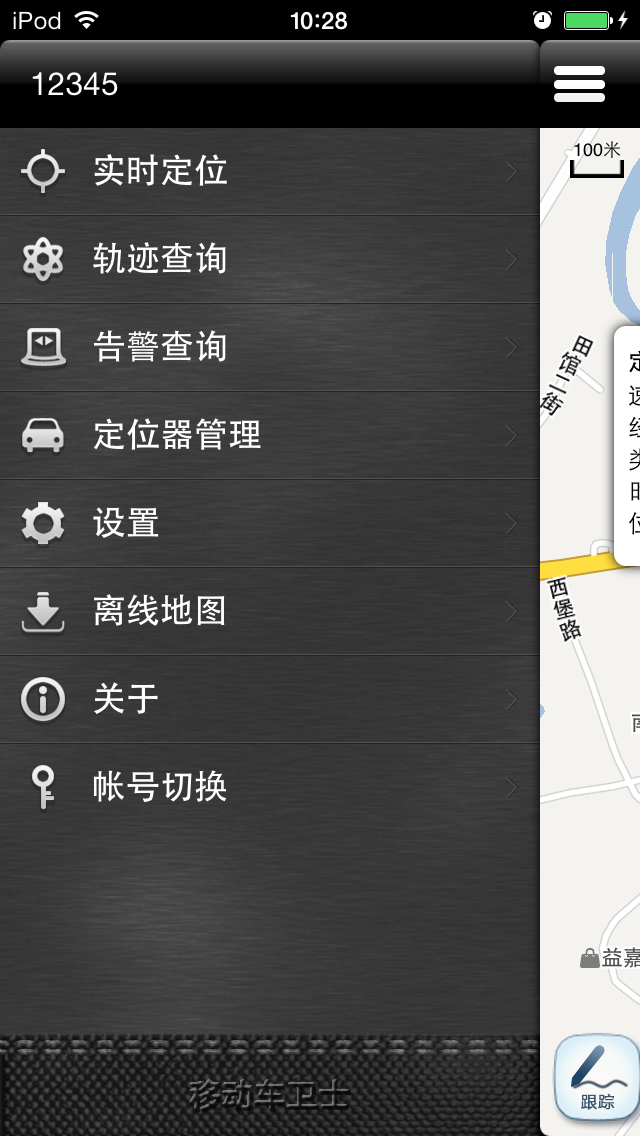 iPod 10:28
12345
实时定位
轨迹查询
告警查询
定位器管理
设置
离线地图
关于
帐号切换
移动车卫士
100米
田馆二街
西堡路
益嘉
跟踪